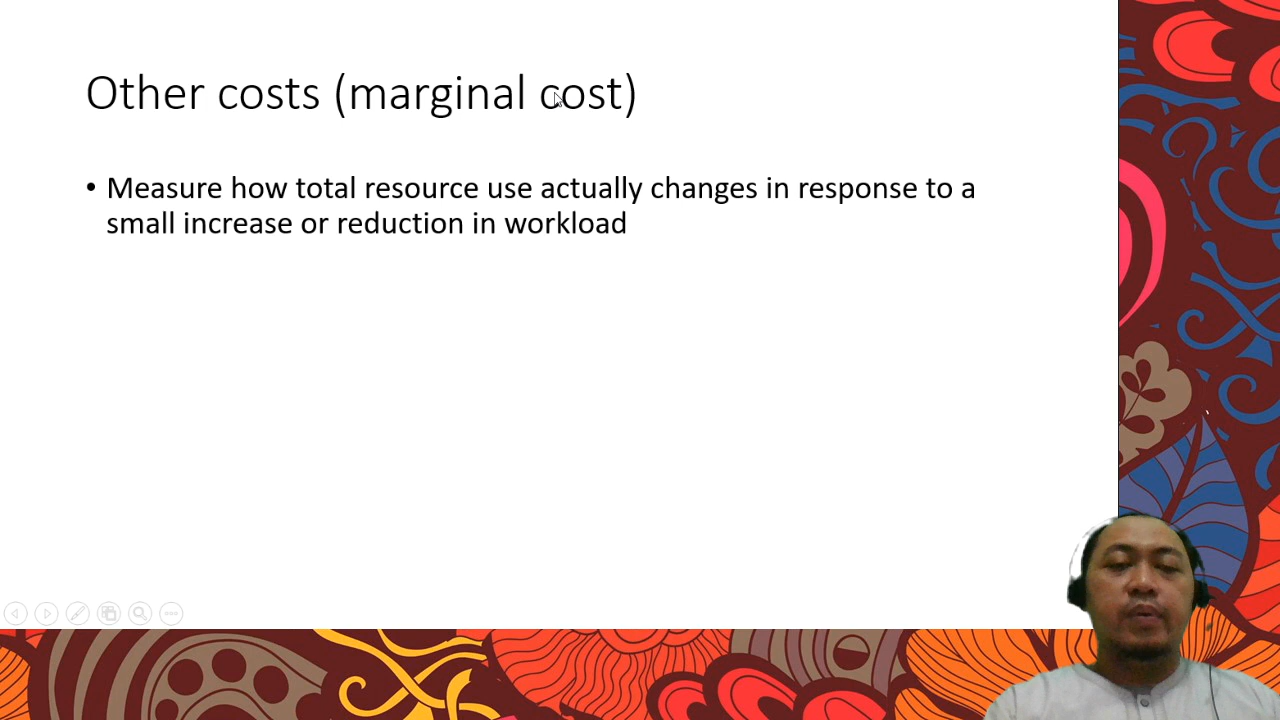 Other costs (marginal cost)
• Measure how total resource use actually changes in response to a
small increase or reduction in workload